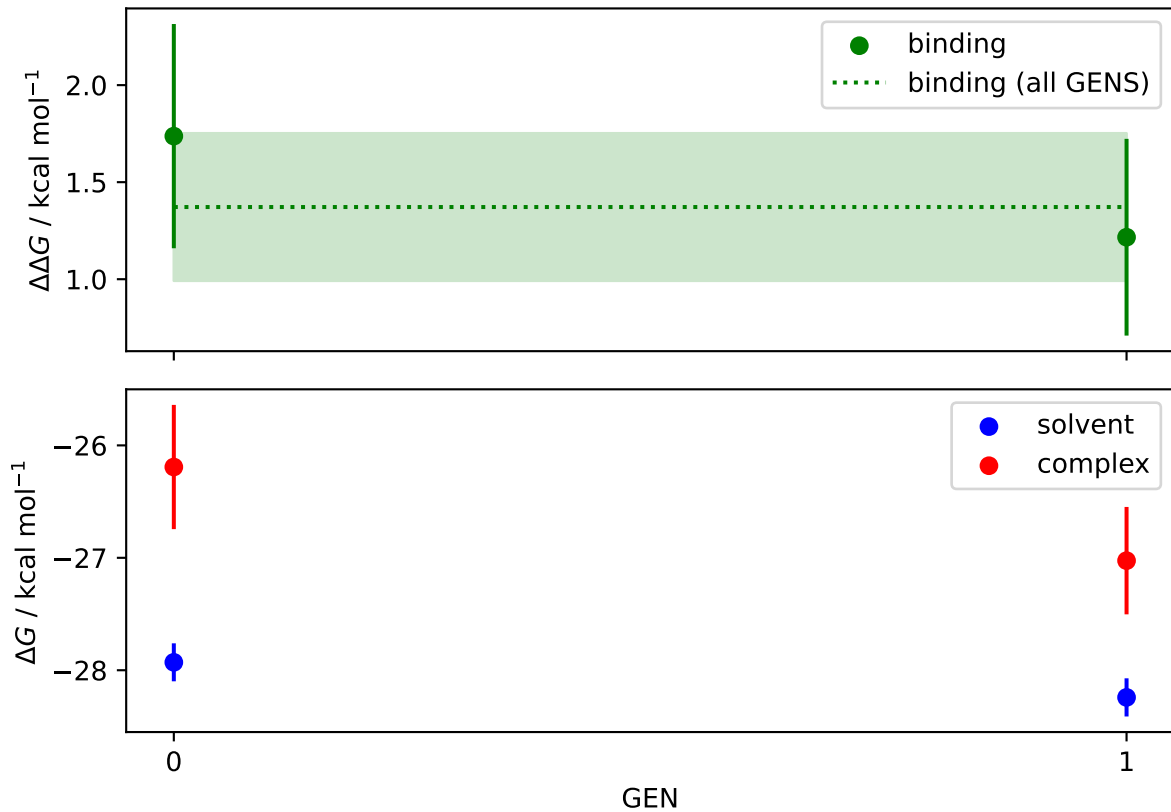 binding
binding (all GENS)
2.0
1.5
1.0
ΔΔG / kcal mol⁻¹
solvent
complex
−26
−27
−28
ΔG / kcal mol⁻¹
0
1
GEN